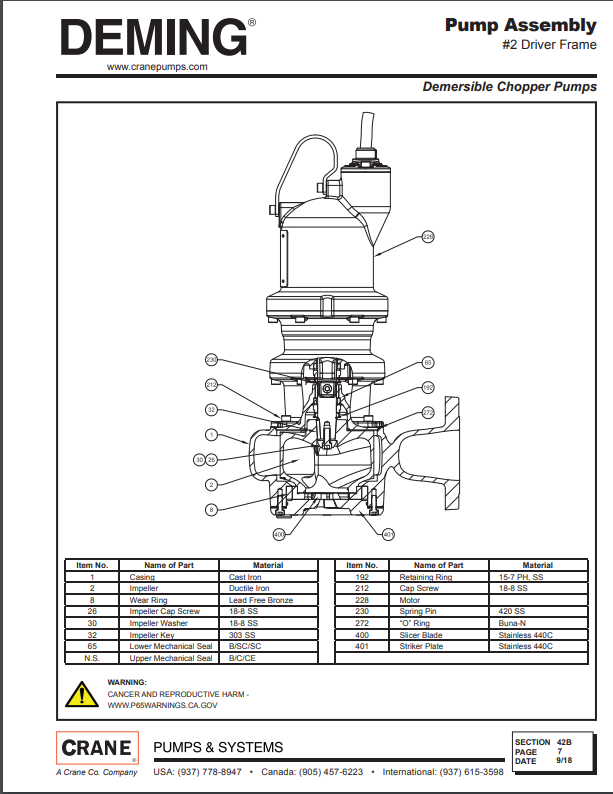 DEMING®
www.cranepumps.com
Pump Assembly
#2 Driver Frame
Demersible Chopper Pumps
228
230
65
212
192
32
272
1
30 26
2
8
400
401
Item No. Name of Part Material
1 Casing Cast Iron
2 Impeller Ductile Iron
8 Wear Ring Lead Free Bronze
26 Impeller Cap Screw 18-8 SS
30 Impeller Washer 18-8 SS
32 Impeller Key 303 SS
65 Lower Mechanical Seal B/SC/SC
N.S. Upper Mechanical Seal B/C/CE
Item No. Name of Part Material
192 Retaining Ring 15-7 PH, SS
212 Cap Screw 18-8 SS
228 Motor
230 Spring Pin 420 SS
272 "O" Ring Buna-N
400 Slicer Blade Stainless 440C
401 Striker Plate Stainless 440C
WARNING:
CANCER AND REPRODUCTIVE HARM -
WWW.P65WARNINGS.CA.GOV
CRANE®
A Crane Co. Company
PUMPS & SYSTEMS
USA: (937) 778-8947 • Canada: (905) 457-6223 • International: (937) 615-3598
SECTION 42B
PAGE 7
DATE 9/18